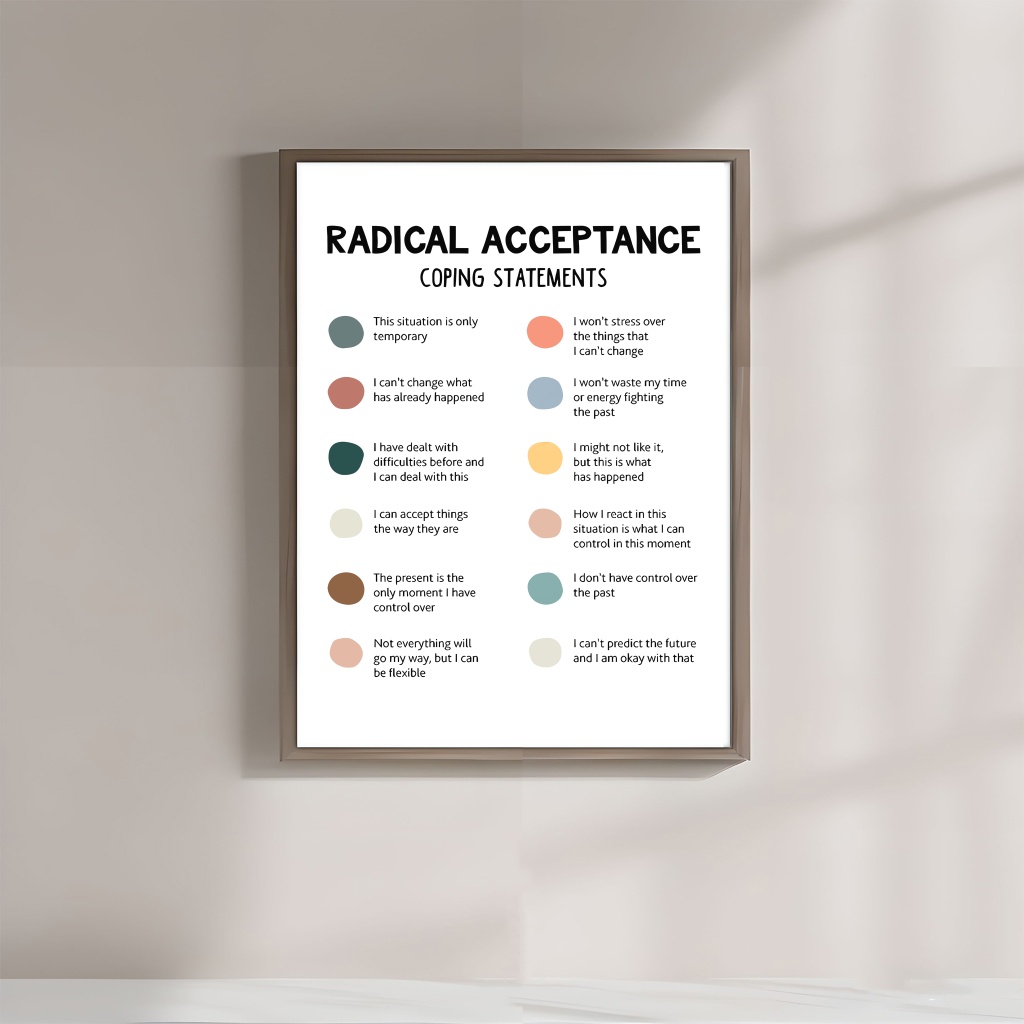 RADICAL ACCEPTANCE
COPING STATEMENTS
This situation is only
temporary
I can't change what
has already happened
I have dealt with
difficulties before and
I can deal with this
I can accept things
the way they are
The present is the
only moment I have
control over
Not everything will
go my way, but I can
be flexible
I won't stress over
the things that
I can't change
I won't waste my time
or energy fighting
the past
I might not like it,
but this is what
has happened
How I react in this
situation is what I can
control in this moment
I don't have control over
the past
I can't predict the future
and I am okay with that